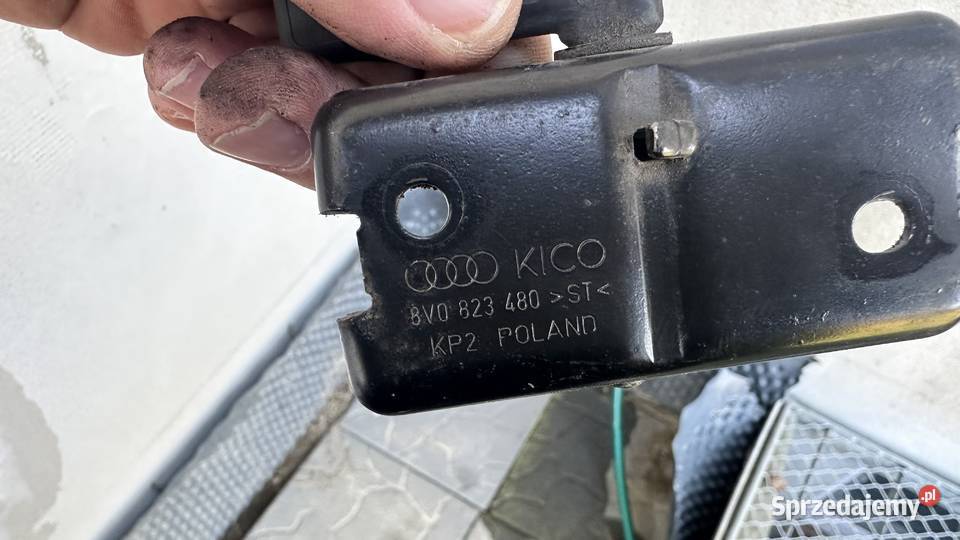 KICO
8V0 823 480 >ST<
KP2 POLAND
Sprzedajemy.pl